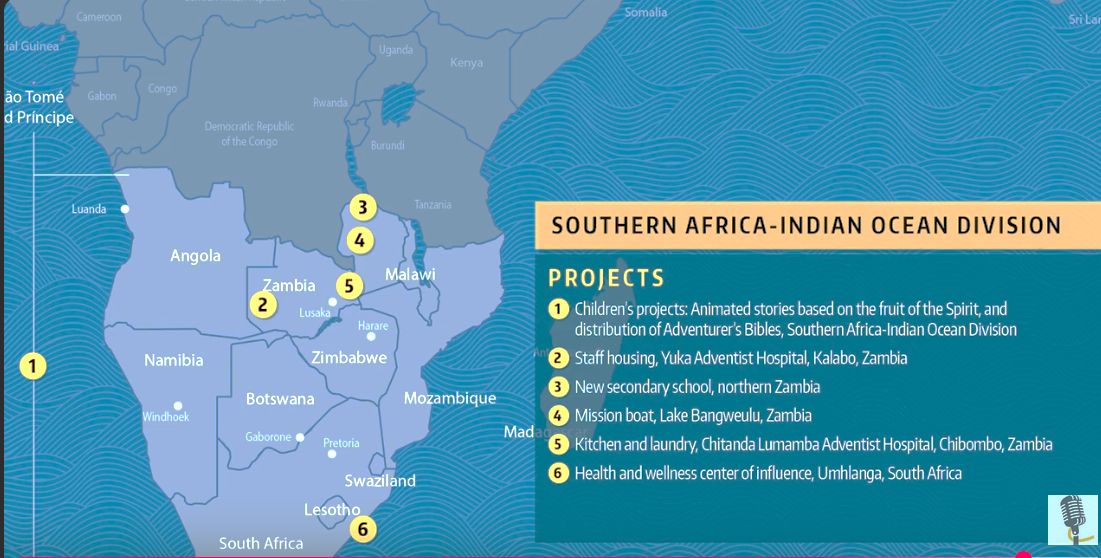 Cameroon
Somalia
Sri Lan
ial Guinea
Uganda
Kenya
Gabon
Congo
ão Tomé
d Príncipe
Rwanda
Democratic Republic
of the Congo
Burundi
Tanzania
Luanda
3
4
Angola
Malawi
Zambia
5
2
Lusaka
Harare
Namibia
Zimbabwe
1
Botswana
Mozambique
Windhoek
Gaborone
Pretoria
Swaziland
Lesotho
6
South Africa
SOUTHERN AFRICA-INDIAN OCEAN DIVISION
PROJECTS
1 Children's projects: Animated stories based on the fruit of the Spirit, and
distribution of Adventurer's Bibles, Southern Africa-Indian Ocean Division
2 Staff housing, Yuka Adventist Hospital, Kalabo, Zambia
3 New secondary school, northern Zambia
4 Mission boat, Lake Bangweulu, Zambia
Madagascar
5 Kitchen and laundry, Chitanda Lumamba Adventist Hospital, Chibombo, Zambia
6 Health and wellness center of influence, Umhlanga, South Africa